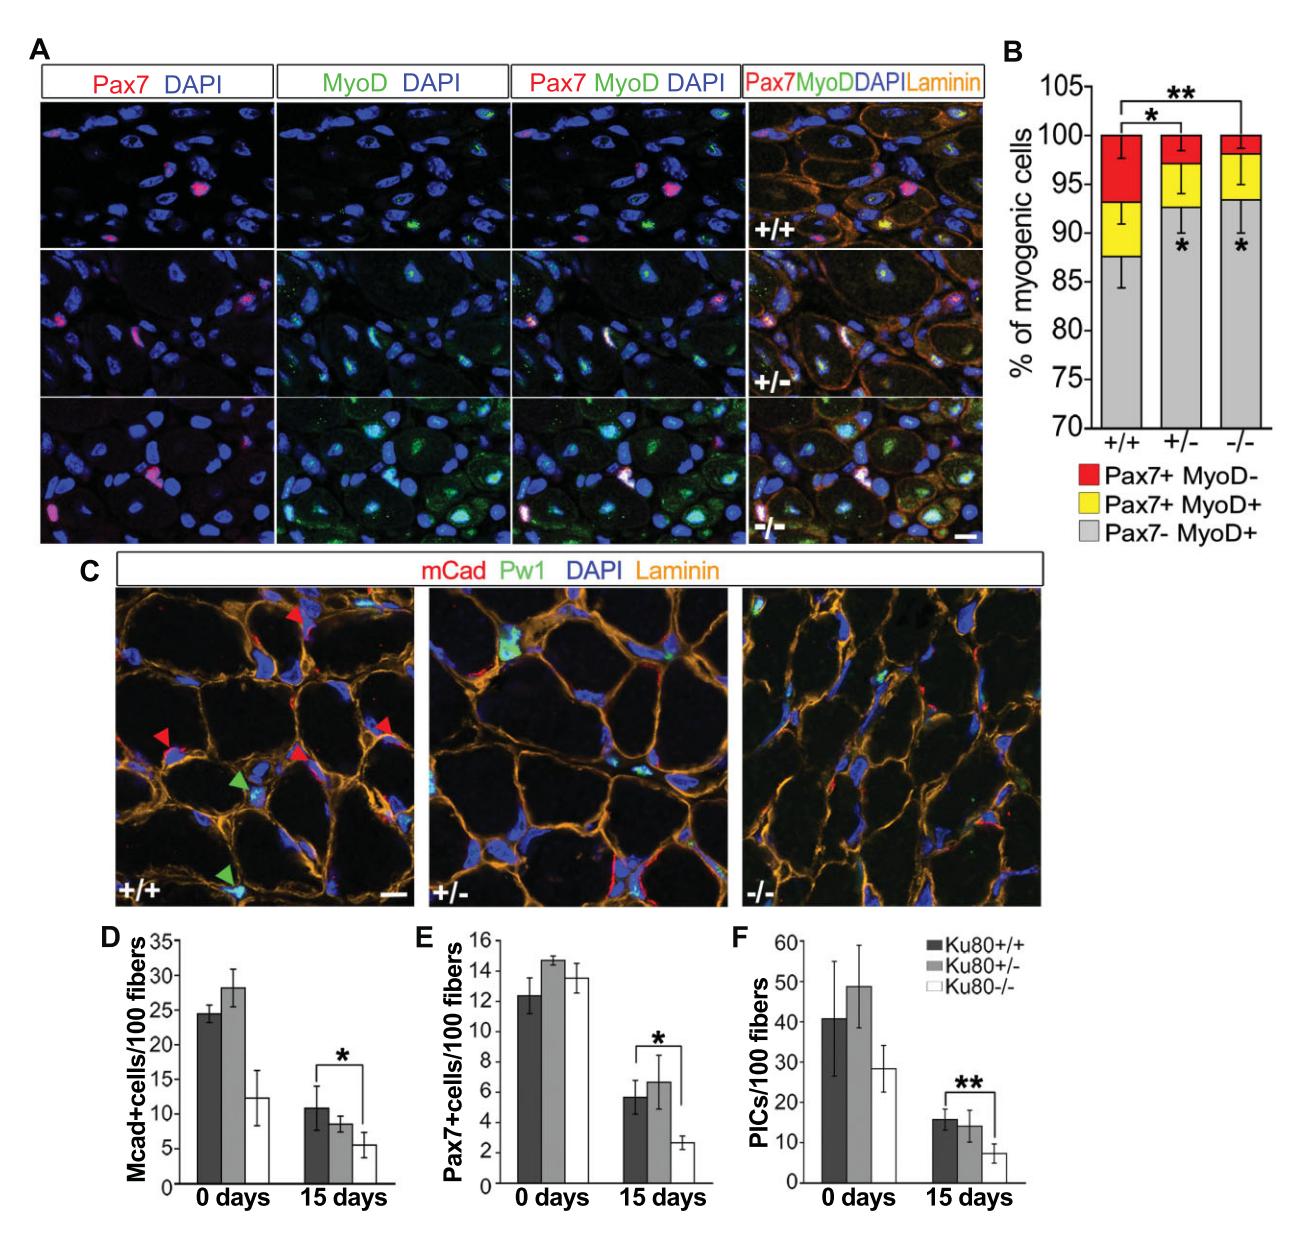 A
Pax7 DAPI
MyoD DAPI
Pax7 MyoD DAPI
Pax7MyoDDAPILaminin
+/+
+/-
-/-
B
% of myogenic cells
105
100
95
90
85
80
75
70
**
*
* *
+/+ +/- -/-
Pax7+ MyoD-
Pax7+ MyoD+
Pax7- MyoD+
C
mCad Pw1 DAPI Laminin
+/+
+/-
-/-
D
Mcad+cells/100 fibers
35
30
25
20
15
10
5
0
*
0 days 15 days
E
Pax7+cells/100 fibers
16
14
12
10
8
6
4
2
0
*
0 days 15 days
F
PICs/100 fibers
60
50
40
30
20
10
0
**
0 days 15 days
Ku80+/+
Ku80+/-
Ku80-/-